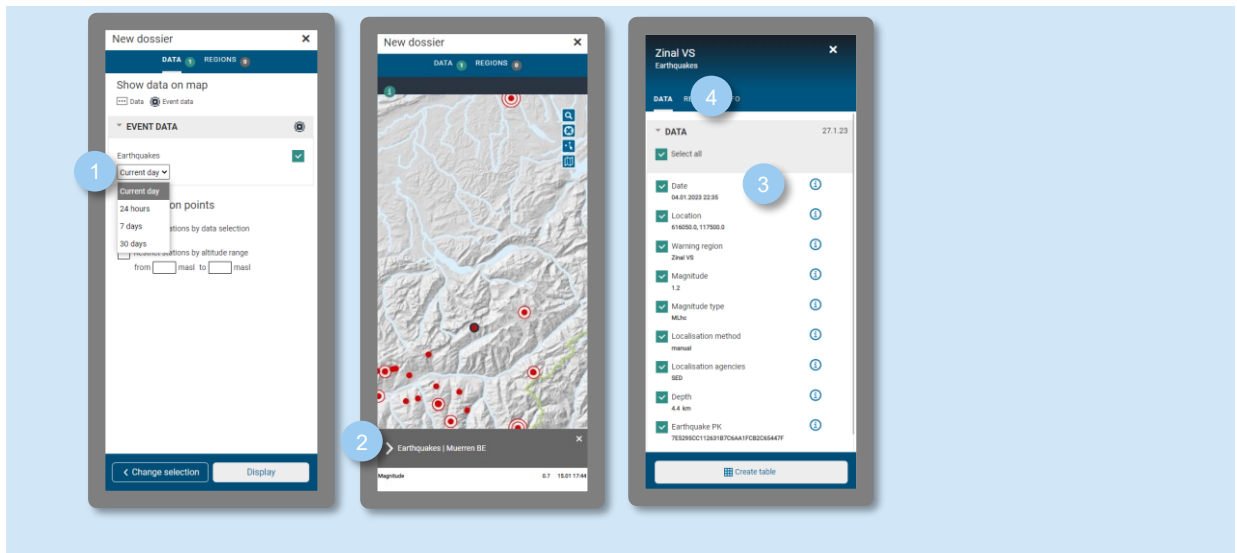 New dossier ×
DATA 1 REGIONS 0
Show data on map
Data Event data
EVENT DATA
Earthquakes
1
Current day
Current day
24 hours
7 days
30 days
on points
ations by data selection
Restrict stations by altitude range
from masl to masl
< Change selection
Display
New dossier ×
DATA 1 REGIONS 0
i
2
Earthquakes | Muerren BE ×
Magnitude 0.7 15.01 17:44
Zinal VS ×
Earthquakes
DATA RE 4 FO
DATA 27.1.23
Select all
3
Date
04.01.2023 22:35
Location
616050.0, 117500.0
Warning region
Zinal VS
Magnitude
1.2
Magnitude type
MLhc
Localisation method
manual
Localisation agencies
SED
Depth
4.4 km
Earthquake PK
7E5295CC112631B7C6AA1FCB2C65447F
Create table